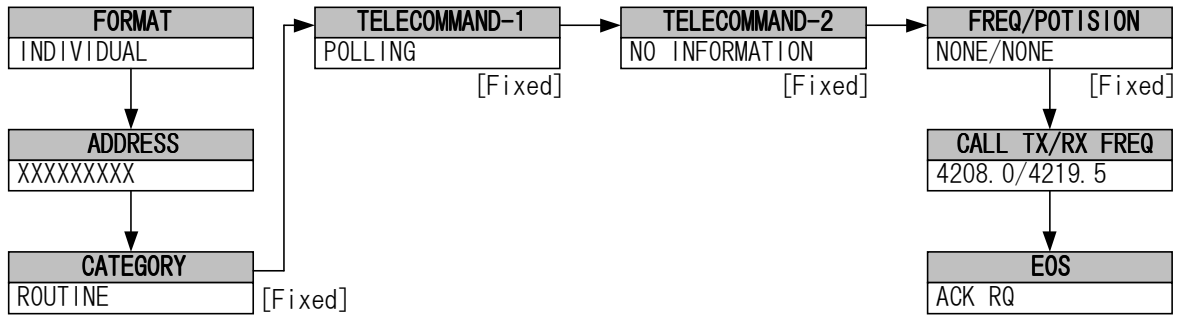 FORMAT
INDIVIDUAL
ADDRESS
XXXXXXXXX
CATEGORY
ROUTINE
[Fixed]
TELECOMMAND-1
POLLING
[Fixed]
TELECOMMAND-2
NO INFORMATION
[Fixed]
FREQ/POTISION
NONE/NONE
[Fixed]
CALL TX/RX FREQ
4208.0/4219.5
EOS
ACK RQ